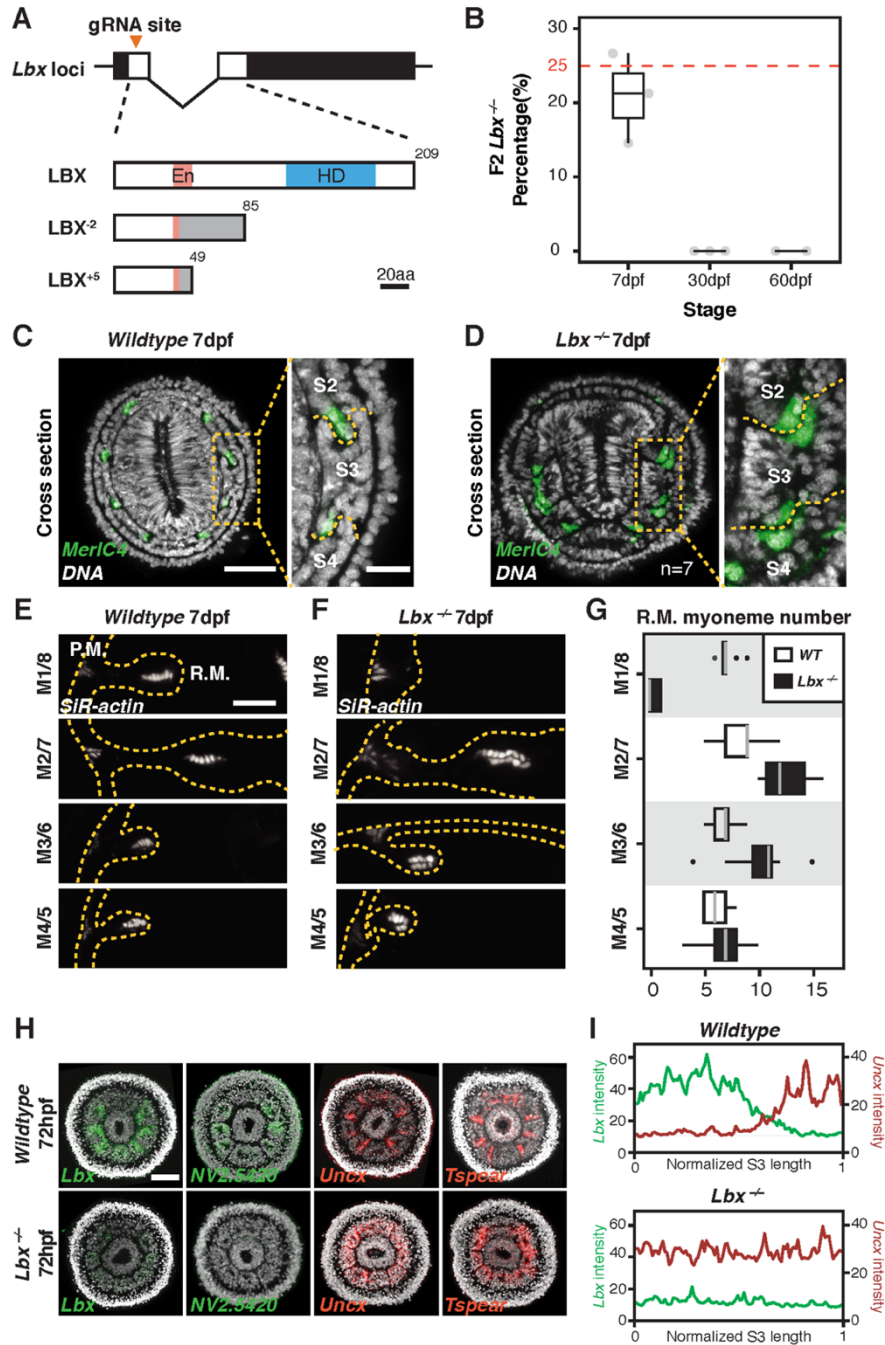 A
gRNA site
Lbx loci
LBX
En
HD
209
LBX-2
85
LBX+5
49
20aa
B
F2 Lbx-/-
Percentage(%)
30
25
20
10
0
7dpf
30dpf
60dpf
Stage
C
Wildtype 7dpf
Cross section
S2
S3
S4
MerlC4
DNA
D
Lbx-/- 7dpf
Cross section
S2
S3
S4
MerlC4
DNA
n=7
E
Wildtype 7dpf
M1/8
P.M.
R.M.
SiR-actin
M2/7
M3/6
M4/5
F
Lbx-/- 7dpf
M1/8
SiR-actin
M2/7
M3/6
M4/5
G
R.M. myoneme number
WT
Lbx-/-
M1/8
M2/7
M3/6
M4/5
0
5
10
15
H
Wildtype
72hpf
Lbx
NV2.5420
Uncx
Tspear
Lbx-/-
72hpf
Lbx
NV2.5420
Uncx
Tspear
I
Wildtype
Lbx intensity
60
40
20
0
40
20
0
Uncx intensity
0
Normalized S3 length
1
Lbx-/-
Lbx intensity
60
40
20
0
40
20
0
Uncx intensity
0
Normalized S3 length
1